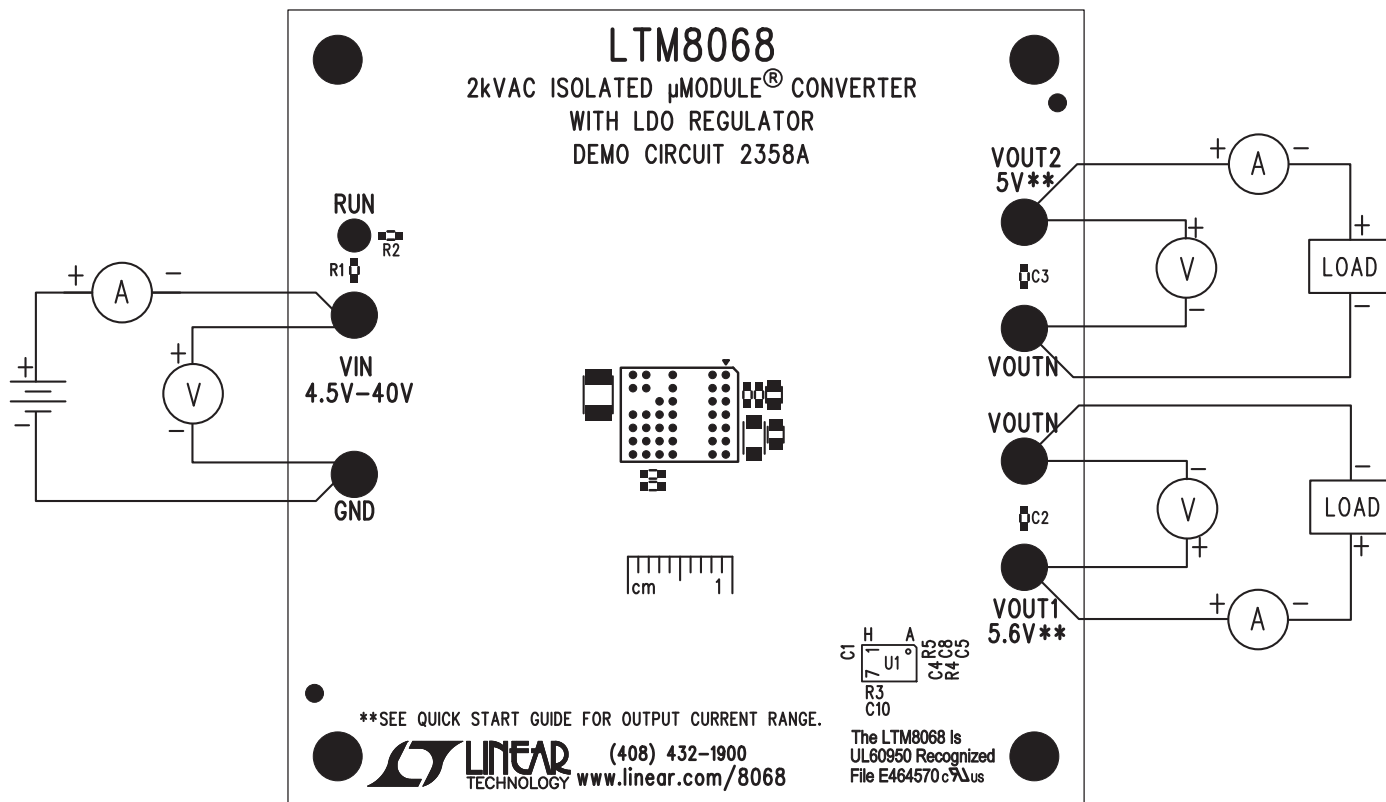 LTM8068
2kVAC ISOLATED µMODULE® CONVERTER
WITH LDO REGULATOR
DEMO CIRCUIT 2358A
RUN
R2
R1
+ A -
VIN
4.5V-40V
+
V
-
+
-
GND
VOUT2
5V**
+ A -
+
V
-
+
LOAD
-
C3
VOUTN
VOUTN
-
V
+
-
LOAD
+
C2
VOUT1
5.6V**
+ A -
cm 1
H A
C1
1
7
U1
R5
C4 C8
R4 C5
R3
C10
**SEE QUICK START GUIDE FOR OUTPUT CURRENT RANGE.
LINEAR
TECHNOLOGY
(408) 432-1900
www.linear.com/8068
The LTM8068 Is
UL60950 Recognized
File E464570 c RU US